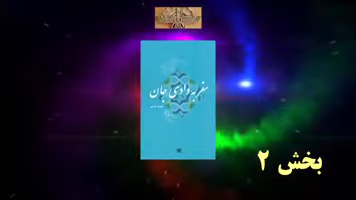 سفر به وادی جان
بخش ۲